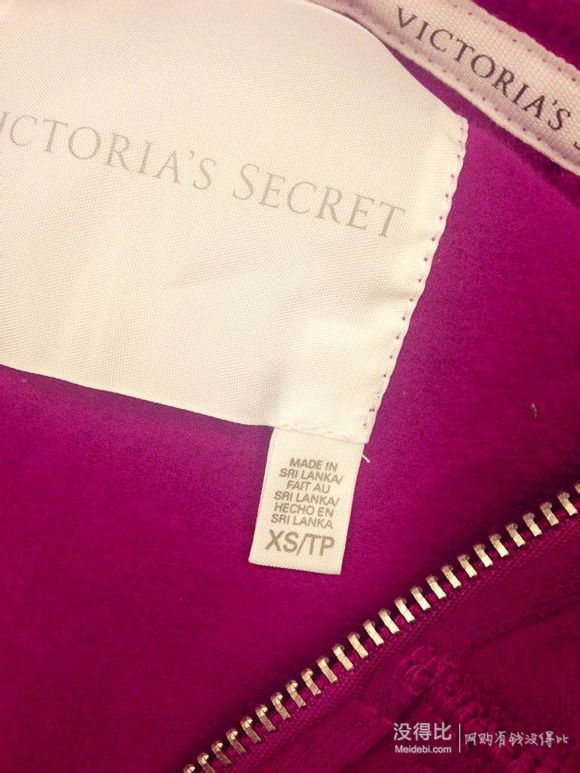 VICTORIA'S
VICTORIA'S SECRET
MADE IN
SRI LANKA/
FAIT AU
SRI LANKA/
HECHO EN
SRI LANKA
XS/TP
没得比
Meidebi.com
网购有钱没得比